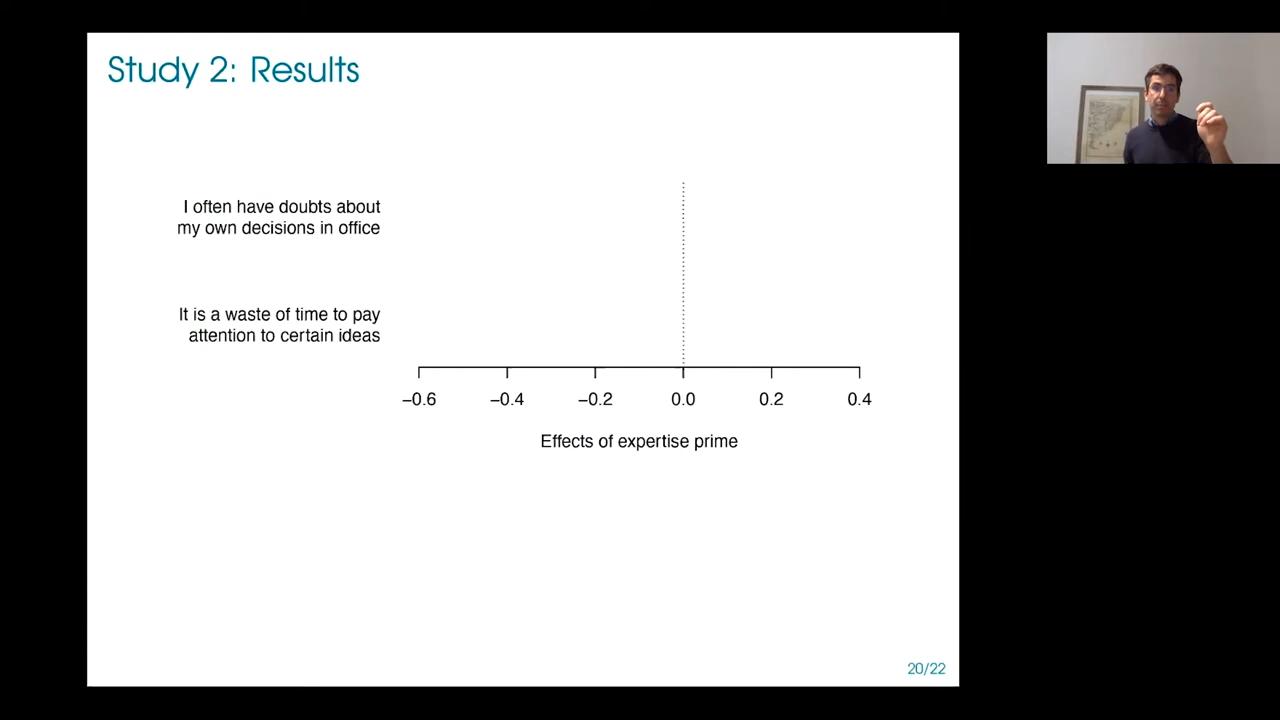 Study 2: Results
I often have doubts about
my own decisions in office
It is a waste of time to pay
attention to certain ideas
−0.6 −0.4 −0.2 0.0 0.2 0.4
Effects of expertise prime
20/22